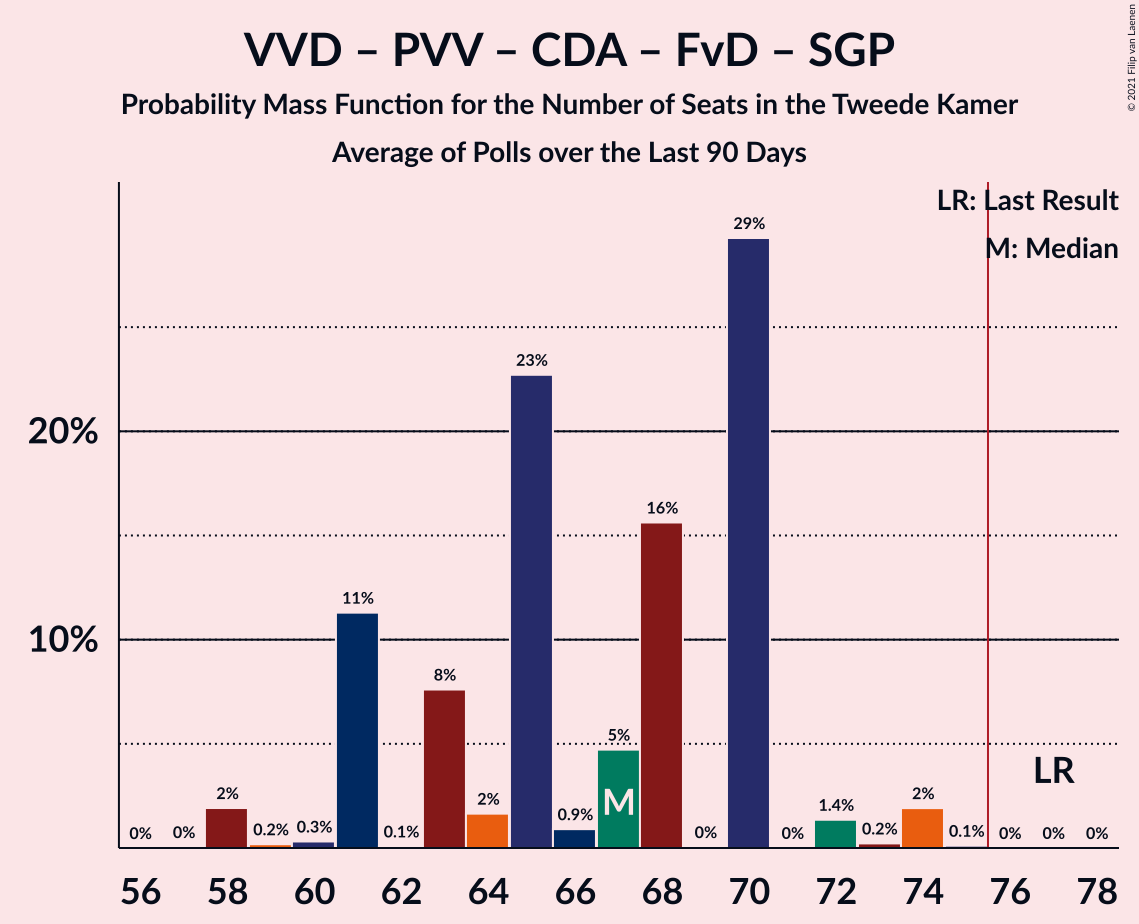 VVD – PVV – CDA – FvD – SGP
Probability Mass Function for the Number of Seats in the Tweede Kamer
Average of Polls over the Last 90 Days
© 2021 Filip van Laenen
LR: Last Result
M: Median
29%
23%
20%
16%
11%
10%
8%
5%
2%
2%
2%
1.4%
0.9%
M
LR
0%
0%
0.2%
0.3%
0.1%
0%
0%
0.2%
0.1%
0%
0%
0%
56 58 60 62 64 66 68 70 72 74 76 78